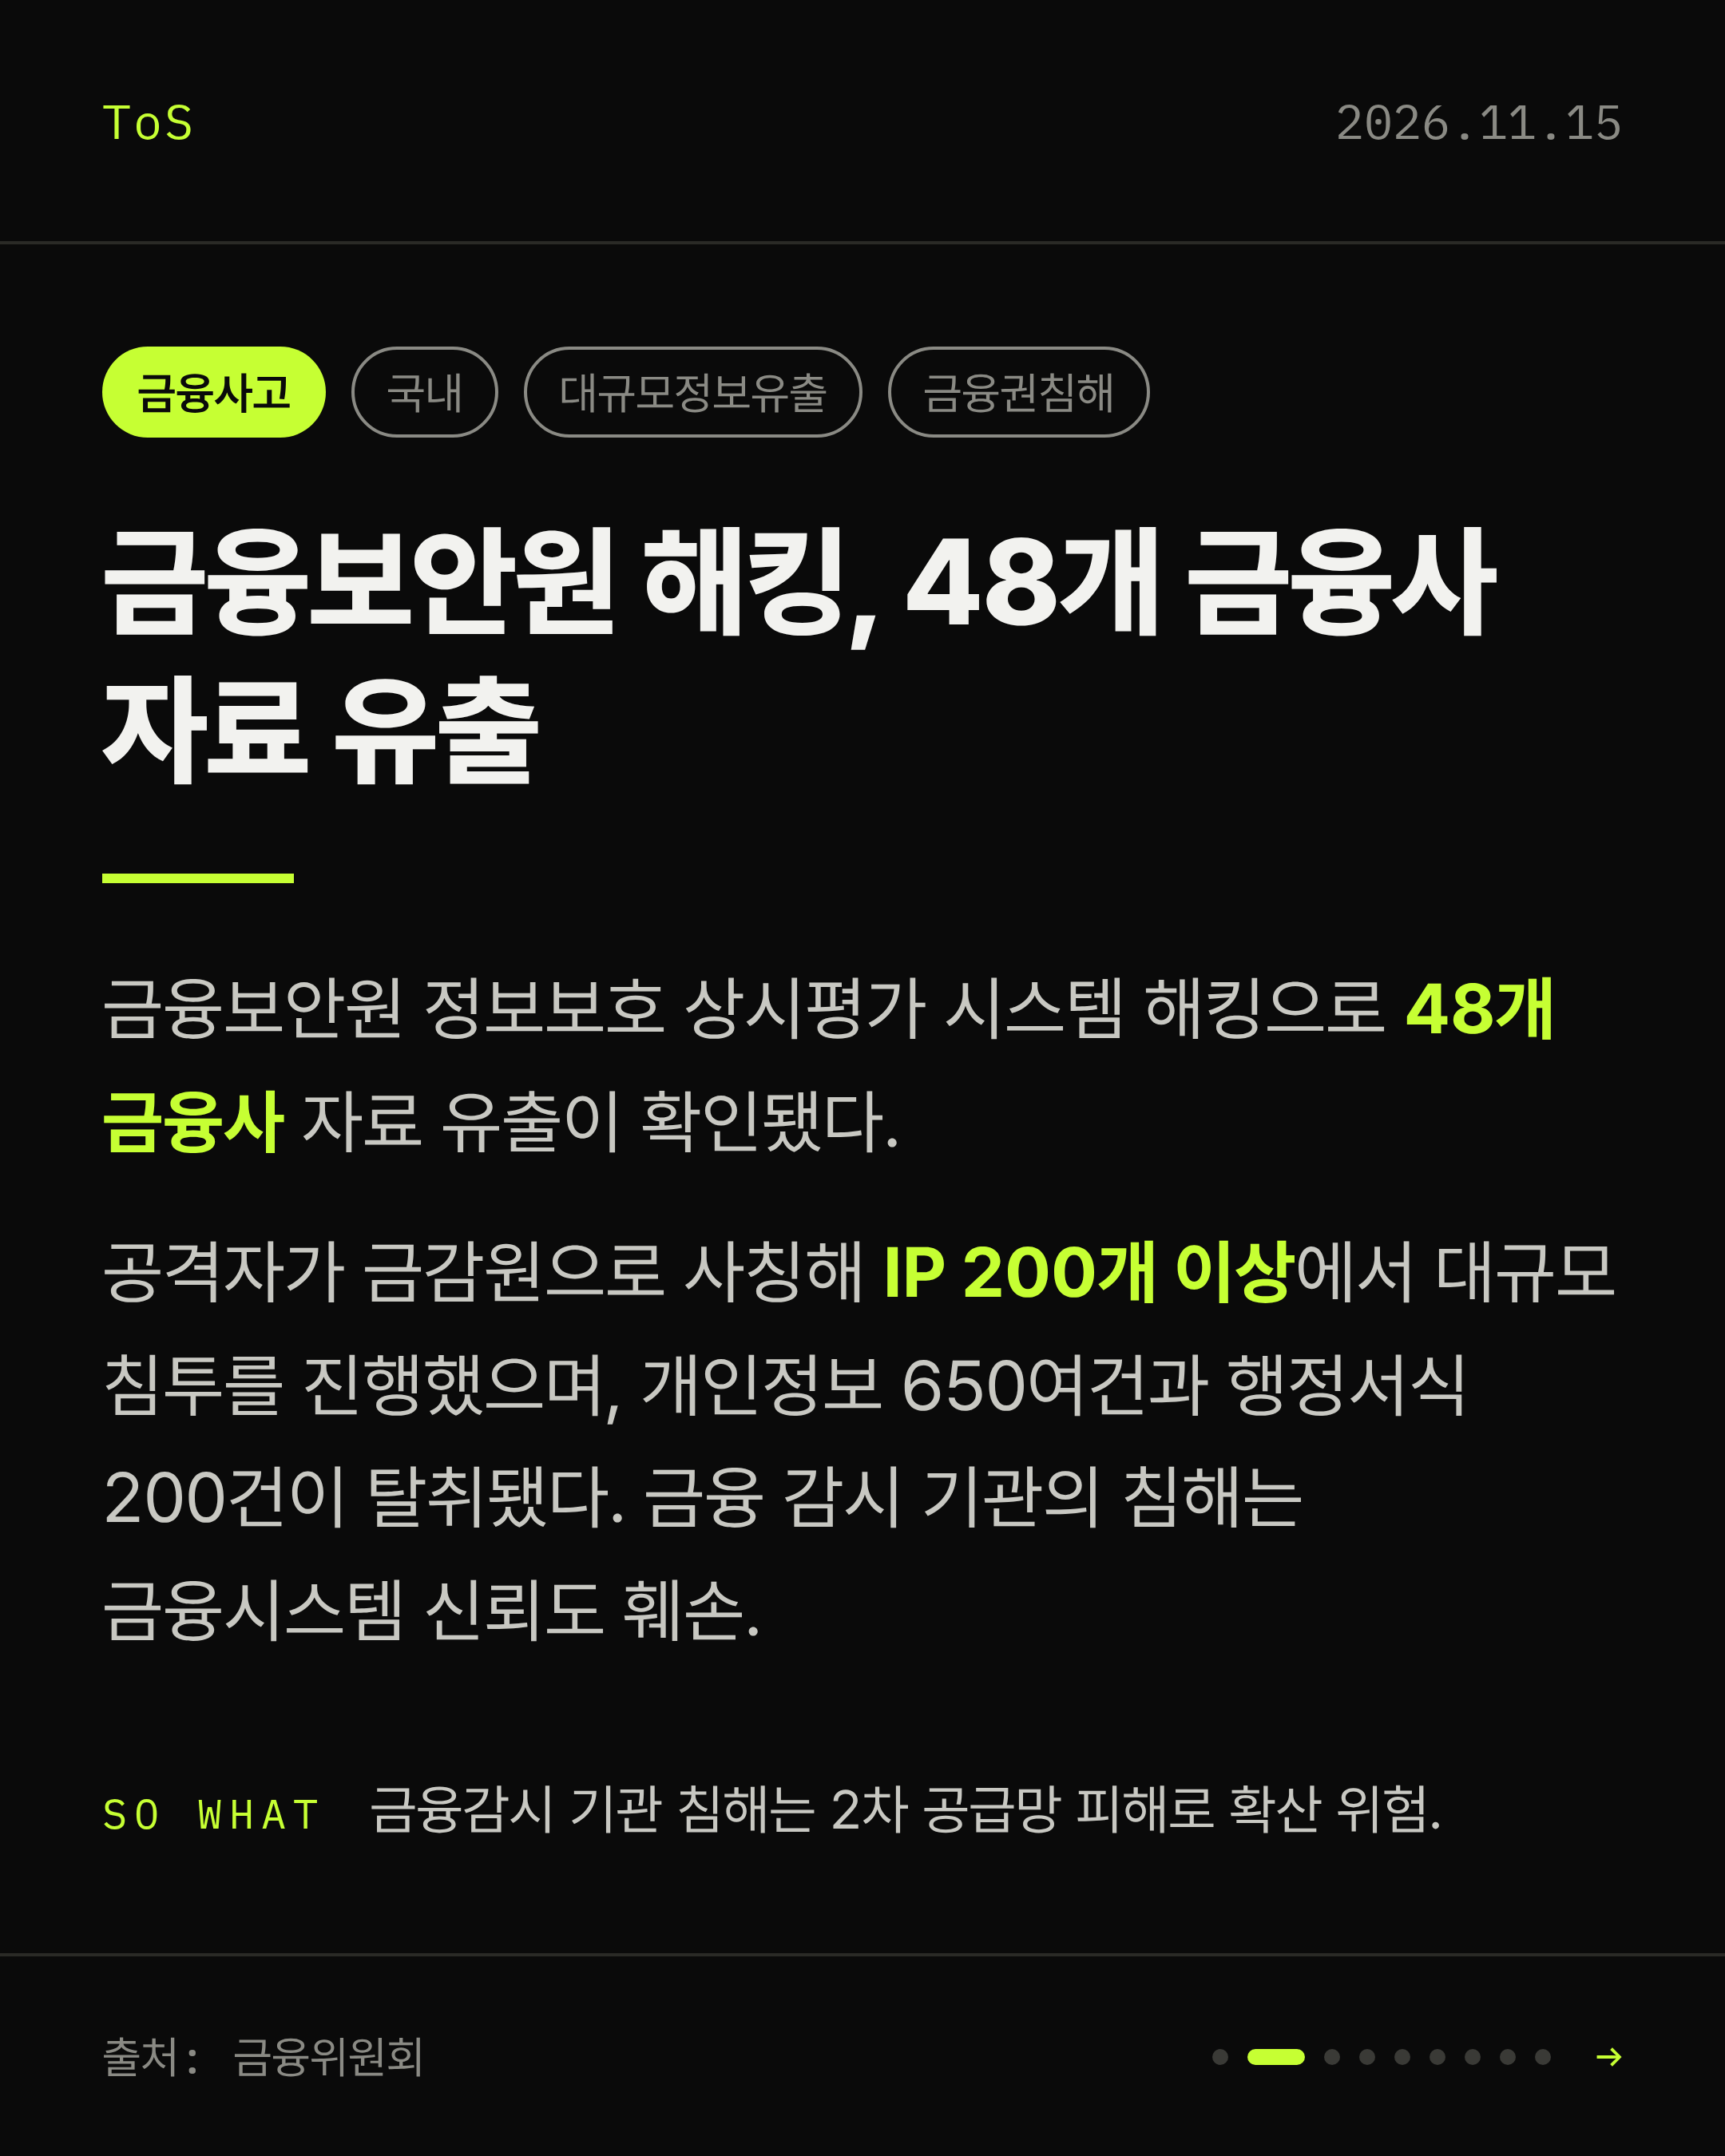 ToS
2026.11.15
금융사고
국내
대규모정보유출
금융권침해
금융보안원 해킹, 48개 금융사
자료 유출
금융보안원 정보보호 상시평가 시스템 해킹으로 48개
금융사 자료 유출이 확인됐다.
공격자가 금감원으로 사칭해 IP 200개 이상에서 대규모
침투를 진행했으며, 개인정보 650여건과 행정서식
200건이 탈취됐다. 금융 감시 기관의 침해는
금융시스템 신뢰도 훼손.
SO WHAT 금융감시 기관 침해는 2차 공급망 피해로 확산 위험.
출처: 금융위원회
→